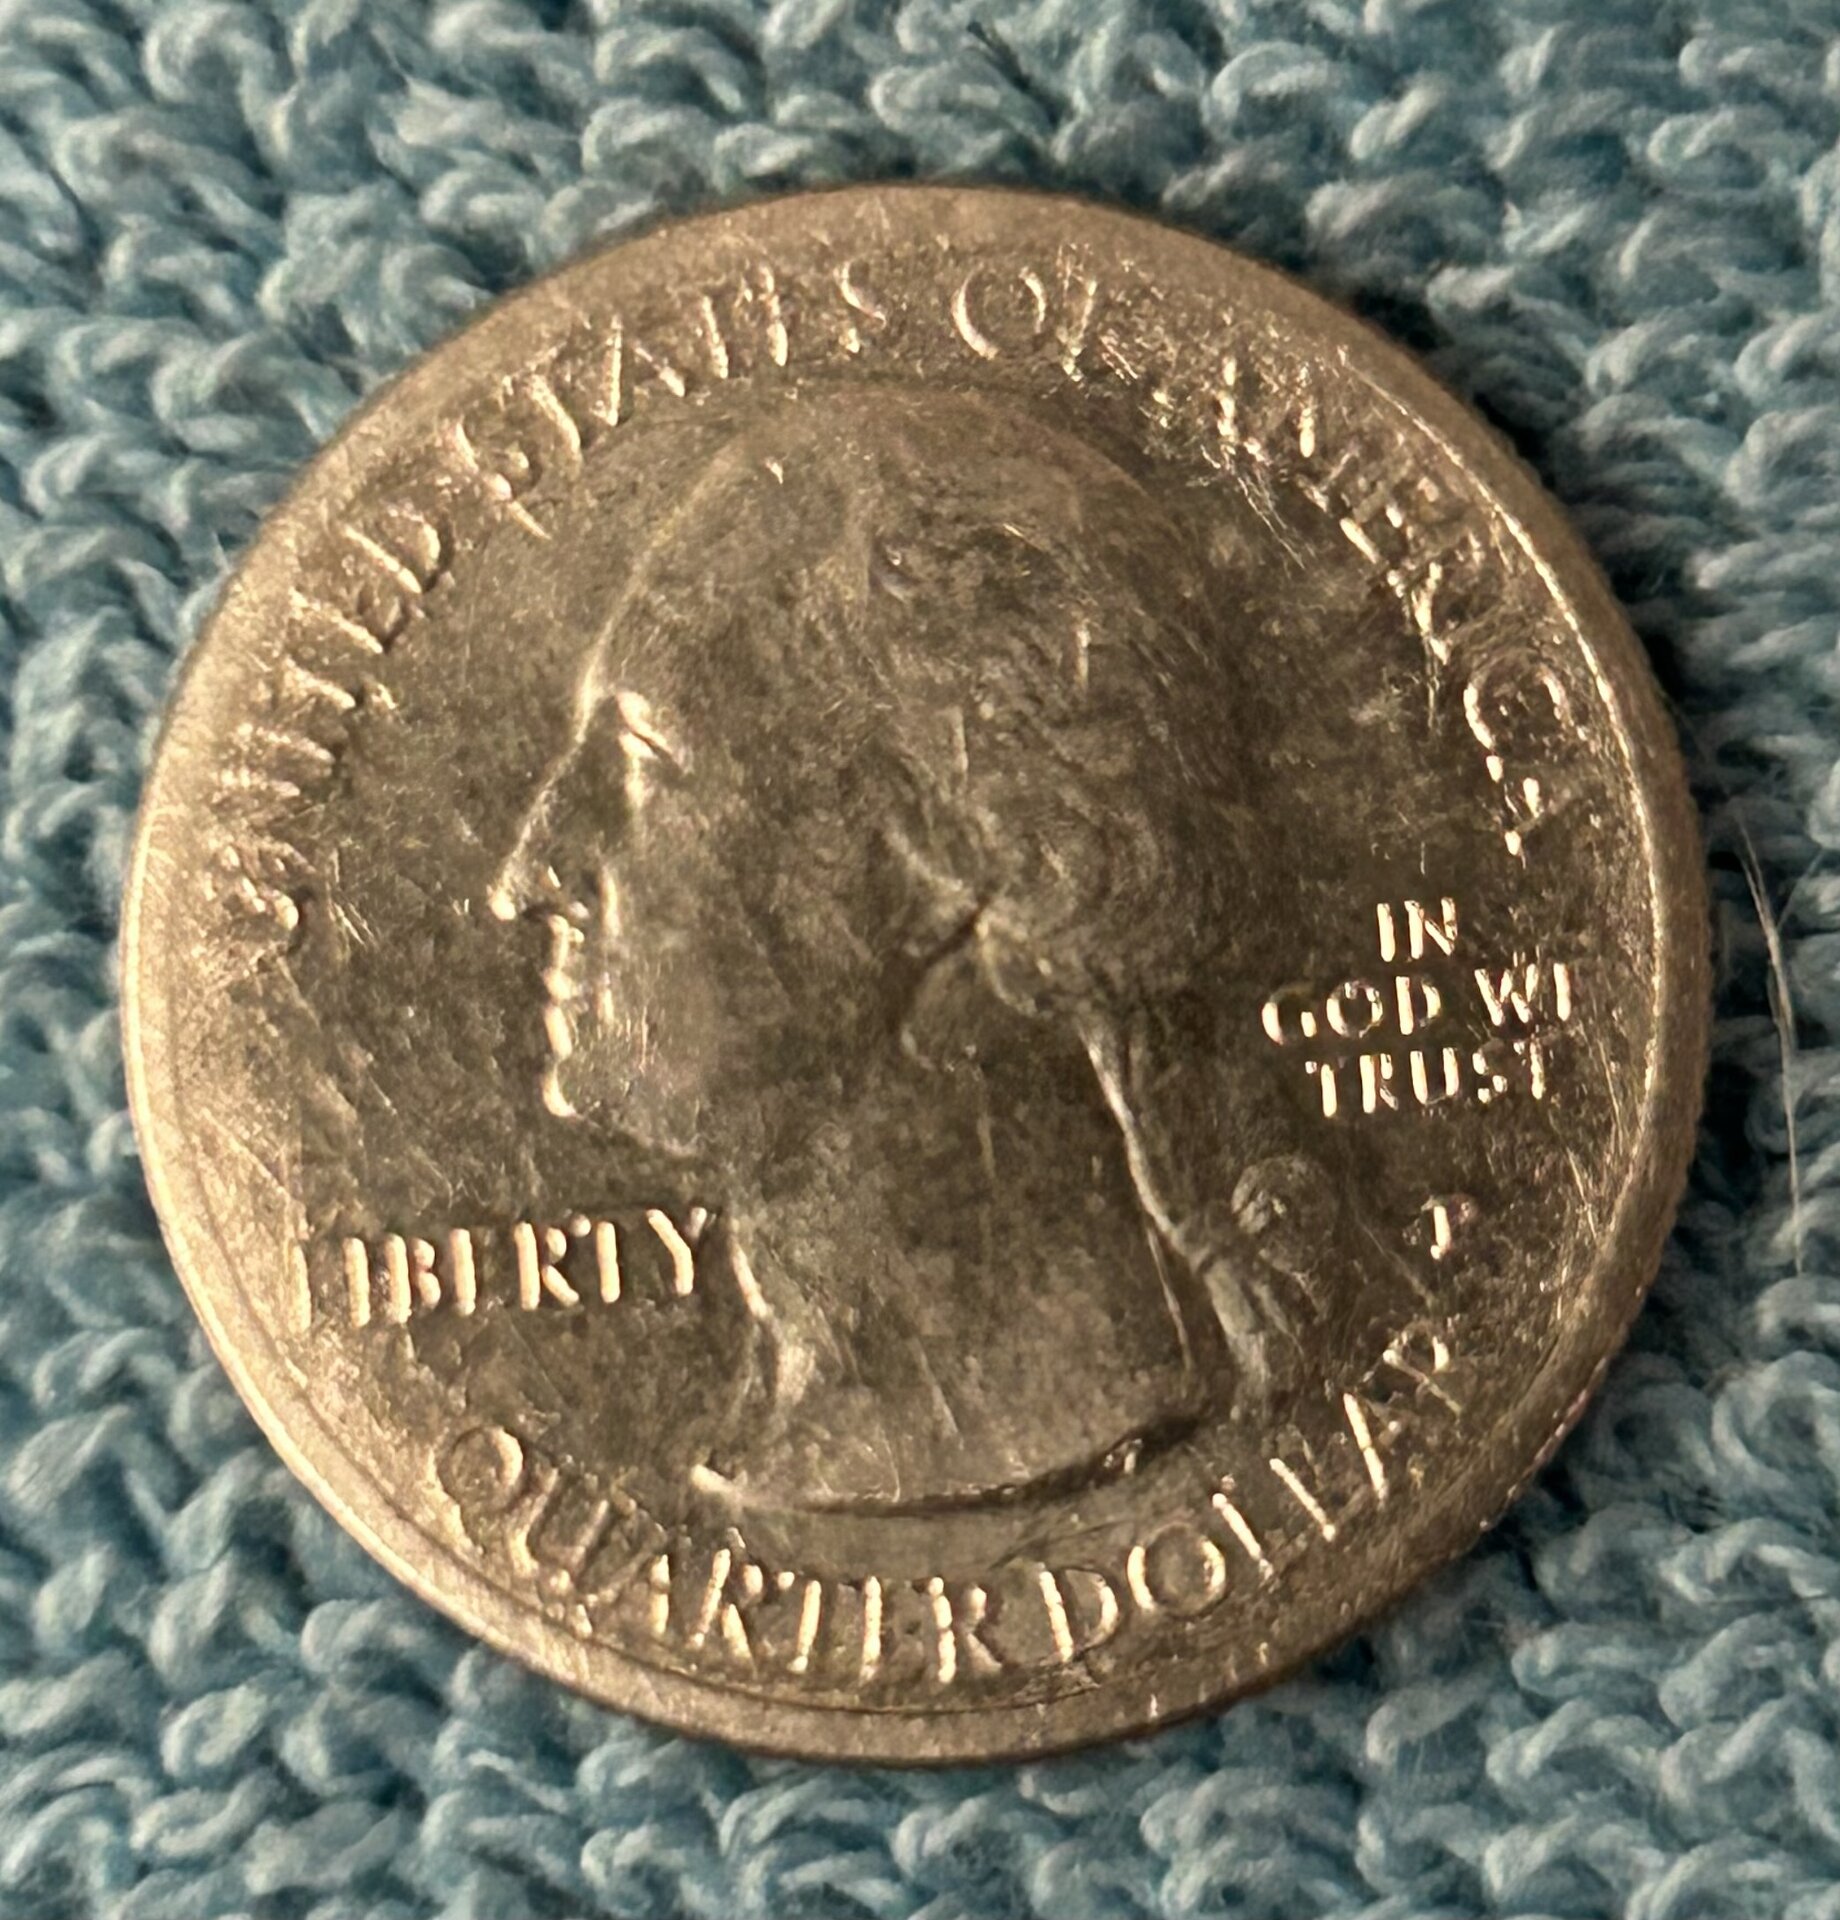 UNITED STATES OF AMERICA
IN
GOD WE
TRUST
P
LIBERTY
QUARTER DOLLAR